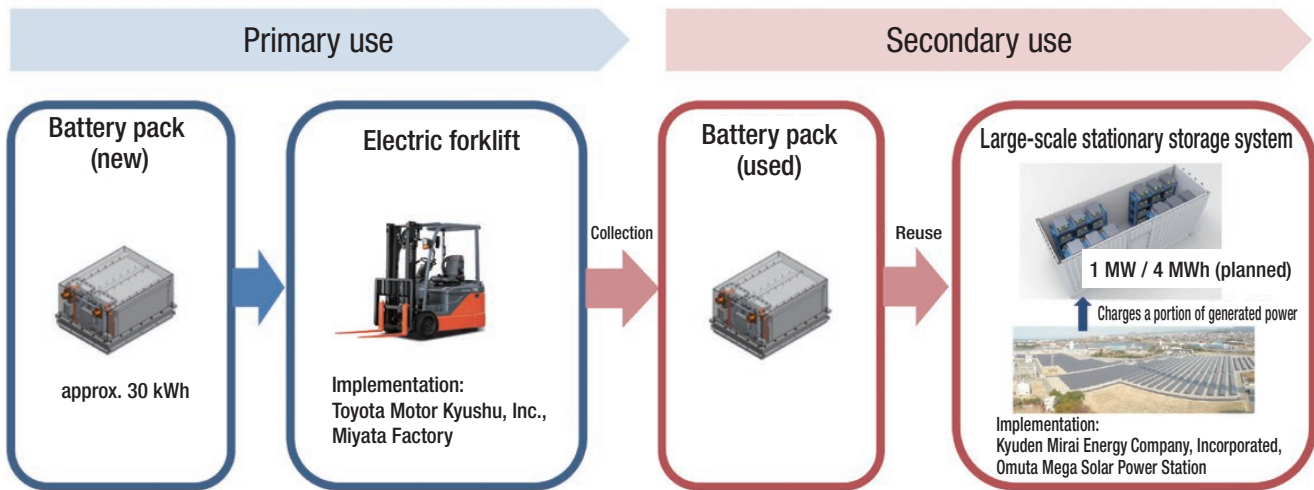 Primary use
Secondary use
Battery pack
(new)
approx. 30 kWh
Electric forklift
Implementation:
Toyota Motor Kyushu, Inc.,
Miyata Factory
Collection
Battery pack
(used)
Reuse
Large-scale stationary storage system
1 MW / 4 MWh (planned)
Charges a portion of generated power
Implementation:
Kyuden Mirai Energy Company, Incorporated,
Omuta Mega Solar Power Station